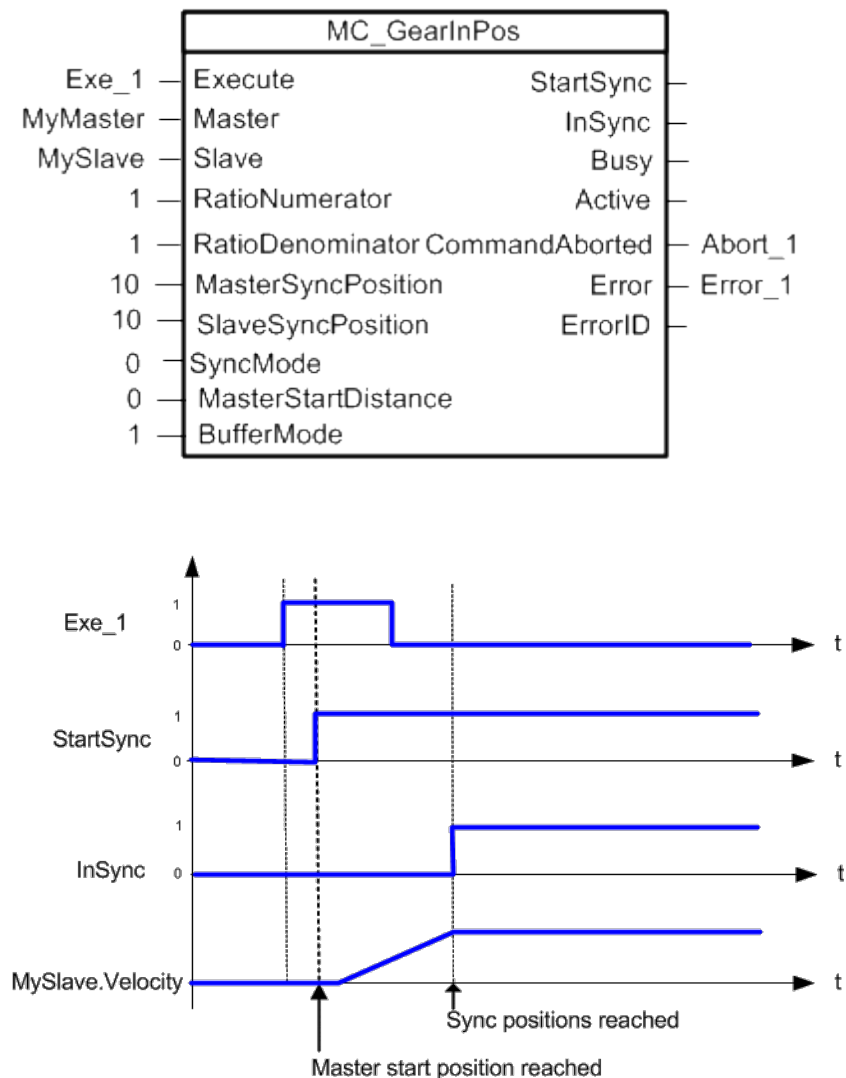 MC_GearInPos
Exe_1 Execute StartSync
MyMaster Master InSync
MySlave Slave Busy
1 RatioNumerator Active
1 RatioDenominator CommandAborted Abort_1
10 MasterSyncPosition Error Error_1
10 SlaveSyncPosition ErrorID
0 SyncMode
0 MasterStartDistance
1 BufferMode
1
Exe_1
0 t
1
StartSync
0 t
1
InSync
0 t
MySlave.Velocity t
Sync positions reached
Master start position reached